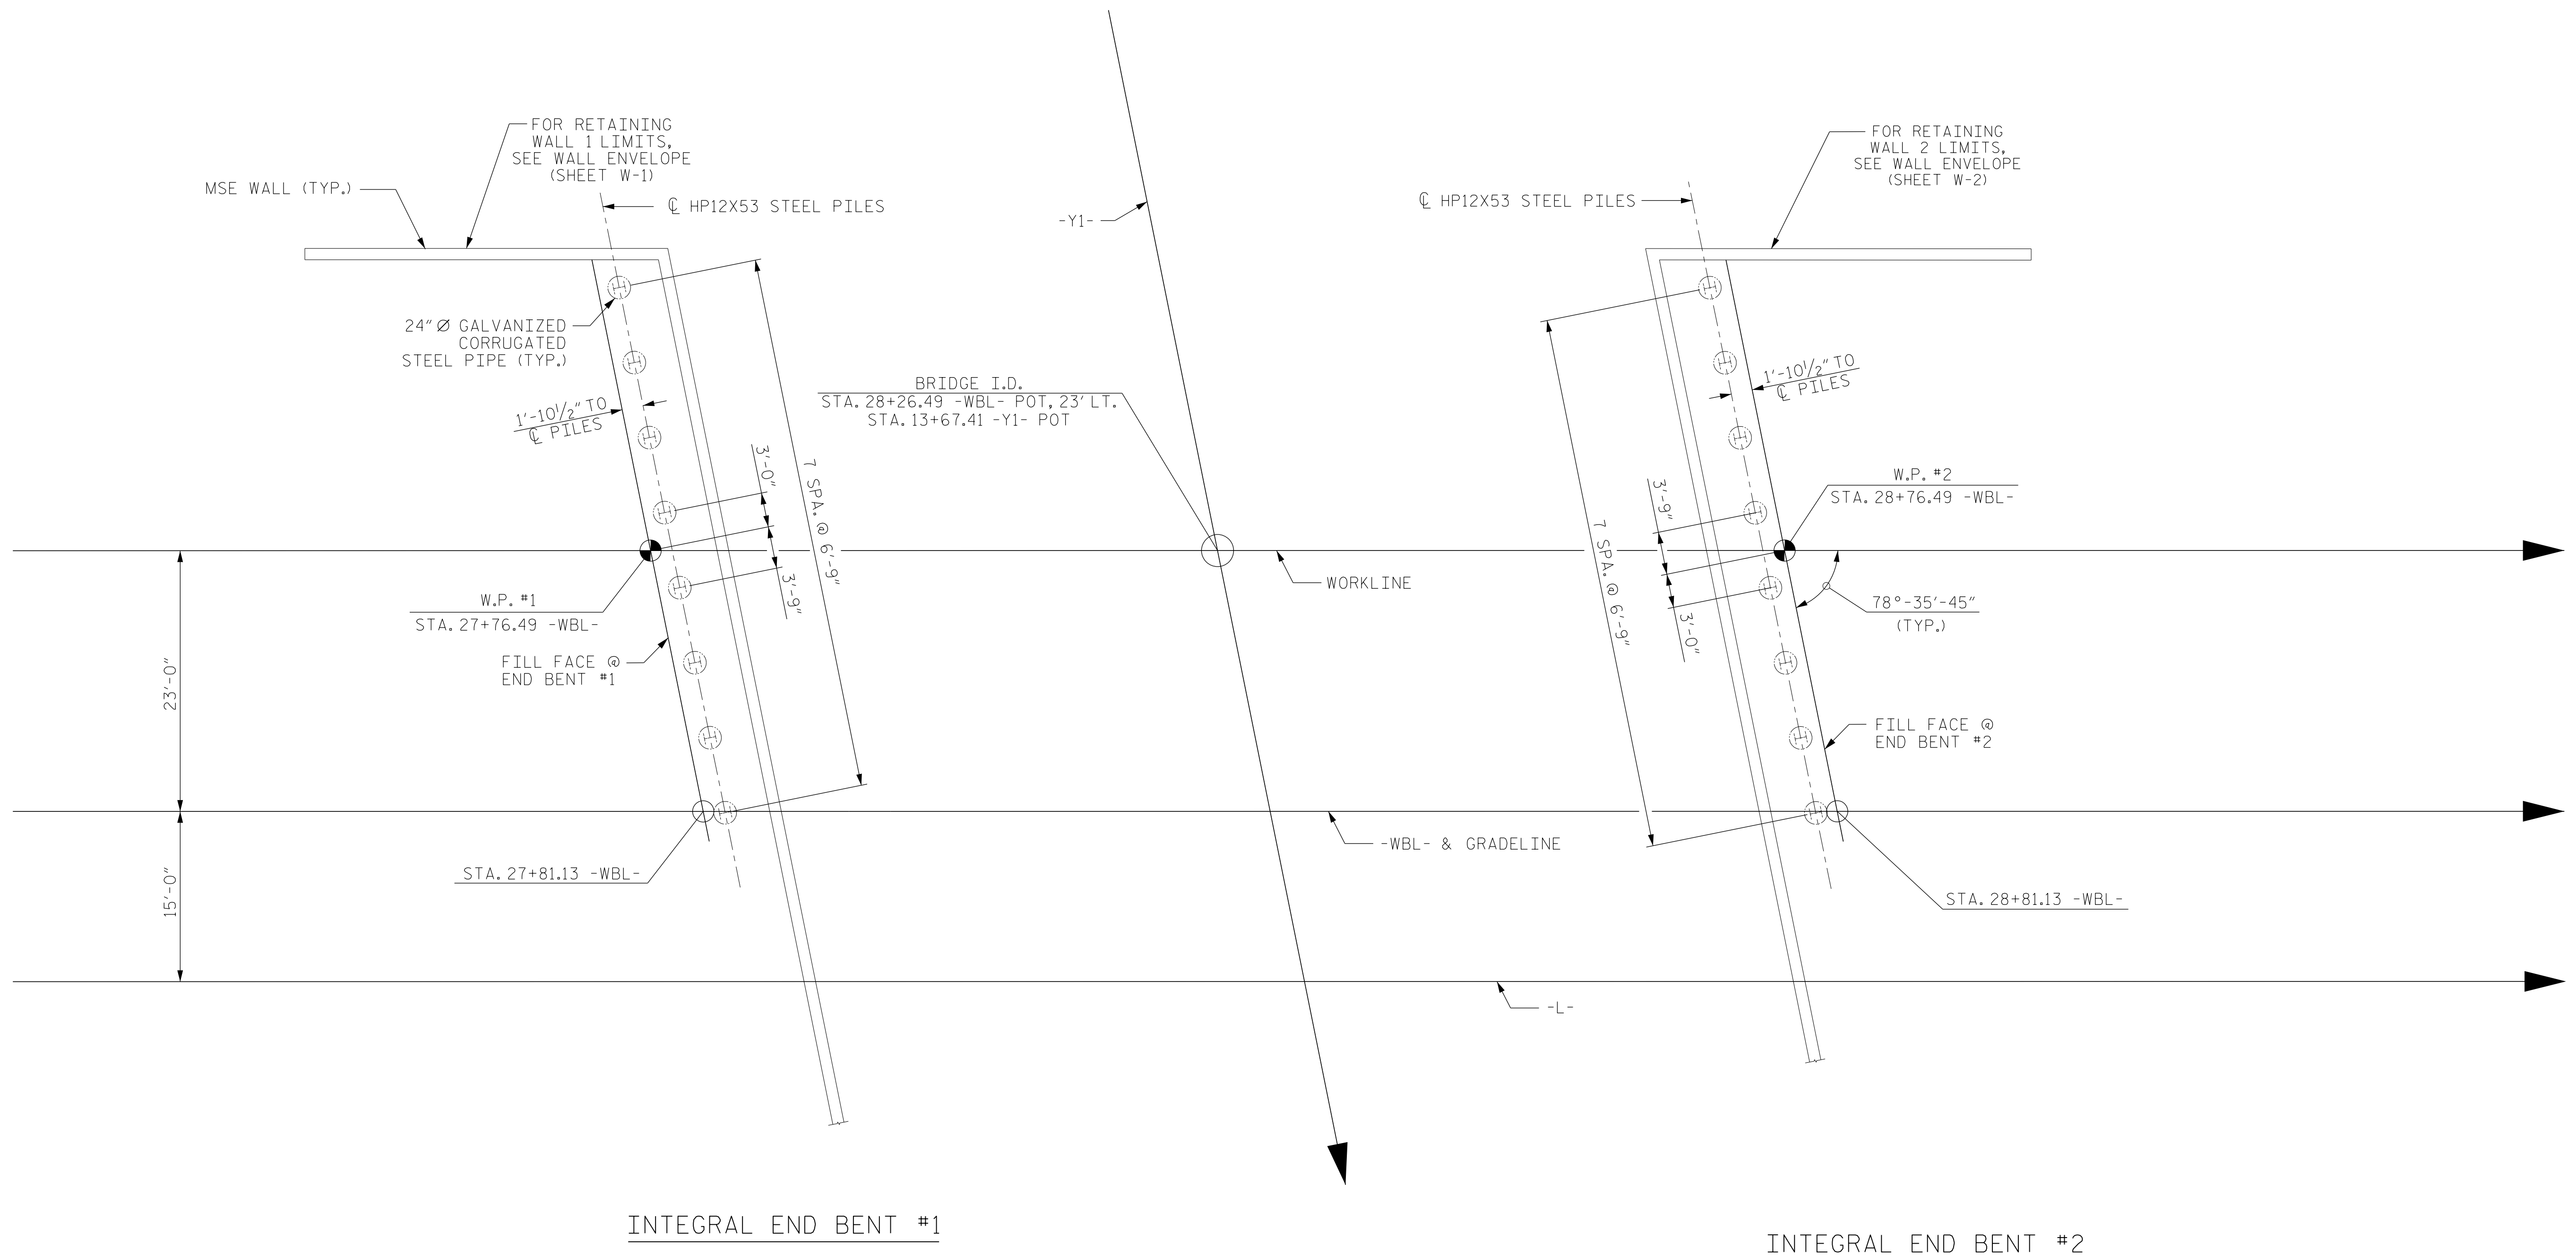 FOR RETAINING
WALL 1 LIMITS,
SEE WALL ENVELOPE
(SHEET W-1)
MSE WALL (TYP.)
℄ HP12X53 STEEL PILES
24"Ø GALVANIZED
CORRUGATED
STEEL PIPE (TYP.)
1'-10 1/2" TO
℄ PILES
3'-0"
3'-9"
7 SPA. @ 6'-9"
W.P. #1
STA. 27+76.49 -WBL-
FILL FACE @
END BENT #1
23'-0"
15'-0"
STA. 27+81.13 -WBL-
-Y1-
BRIDGE I.D.
STA. 28+26.49 -WBL- POT, 23' LT.
STA. 13+67.41 -Y1- POT
WORKLINE
-WBL- & GRADELINE
-L-
FOR RETAINING
WALL 2 LIMITS,
SEE WALL ENVELOPE
(SHEET W-2)
℄ HP12X53 STEEL PILES
1'-10 1/2" TO
℄ PILES
W.P. #2
STA. 28+76.49 -WBL-
3'-9"
3'-0"
7 SPA. @ 6'-9"
78°-35'-45"
(TYP.)
FILL FACE @
END BENT #2
STA. 28+81.13 -WBL-
INTEGRAL END BENT #1
INTEGRAL END BENT #2